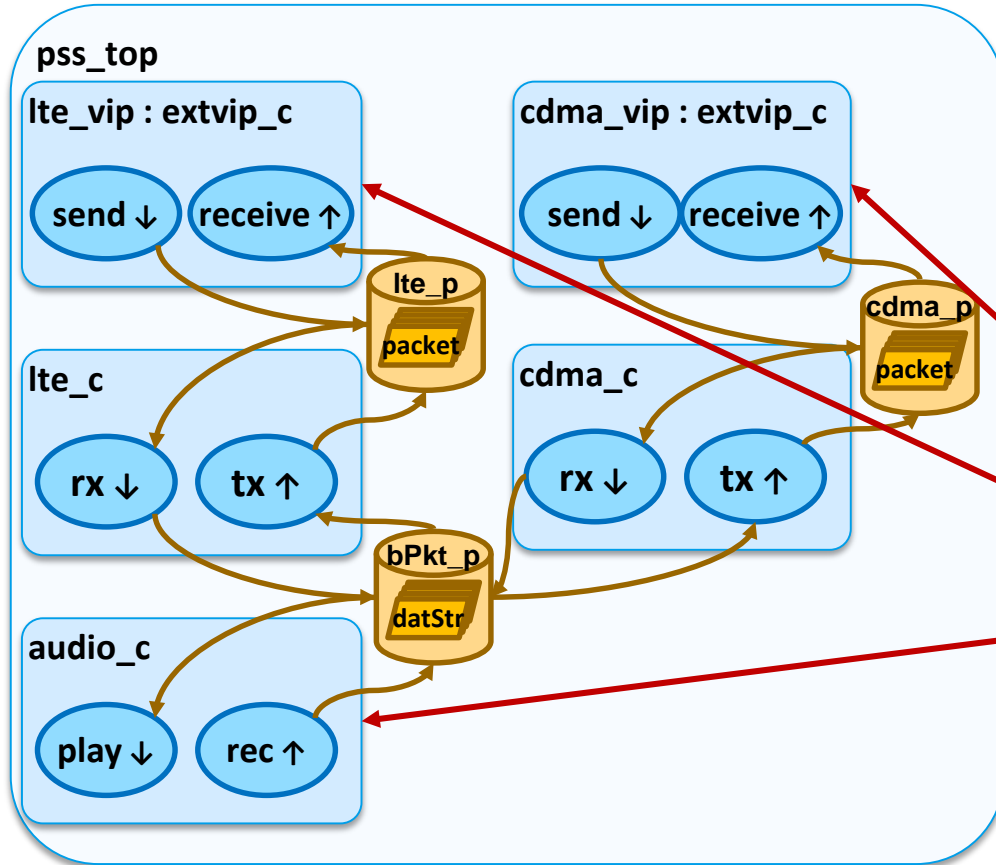 pss_top
lte_vip : extvip_c
cdma_vip : extvip_c
send ↓
receive ↑
send ↓
receive ↑
lte_p
packet
cdma_p
packet
lte_c
cdma_c
rx ↓
tx ↑
rx ↓
tx ↑
bPkt_p
datStr
audio_c
play ↓
rec ↑